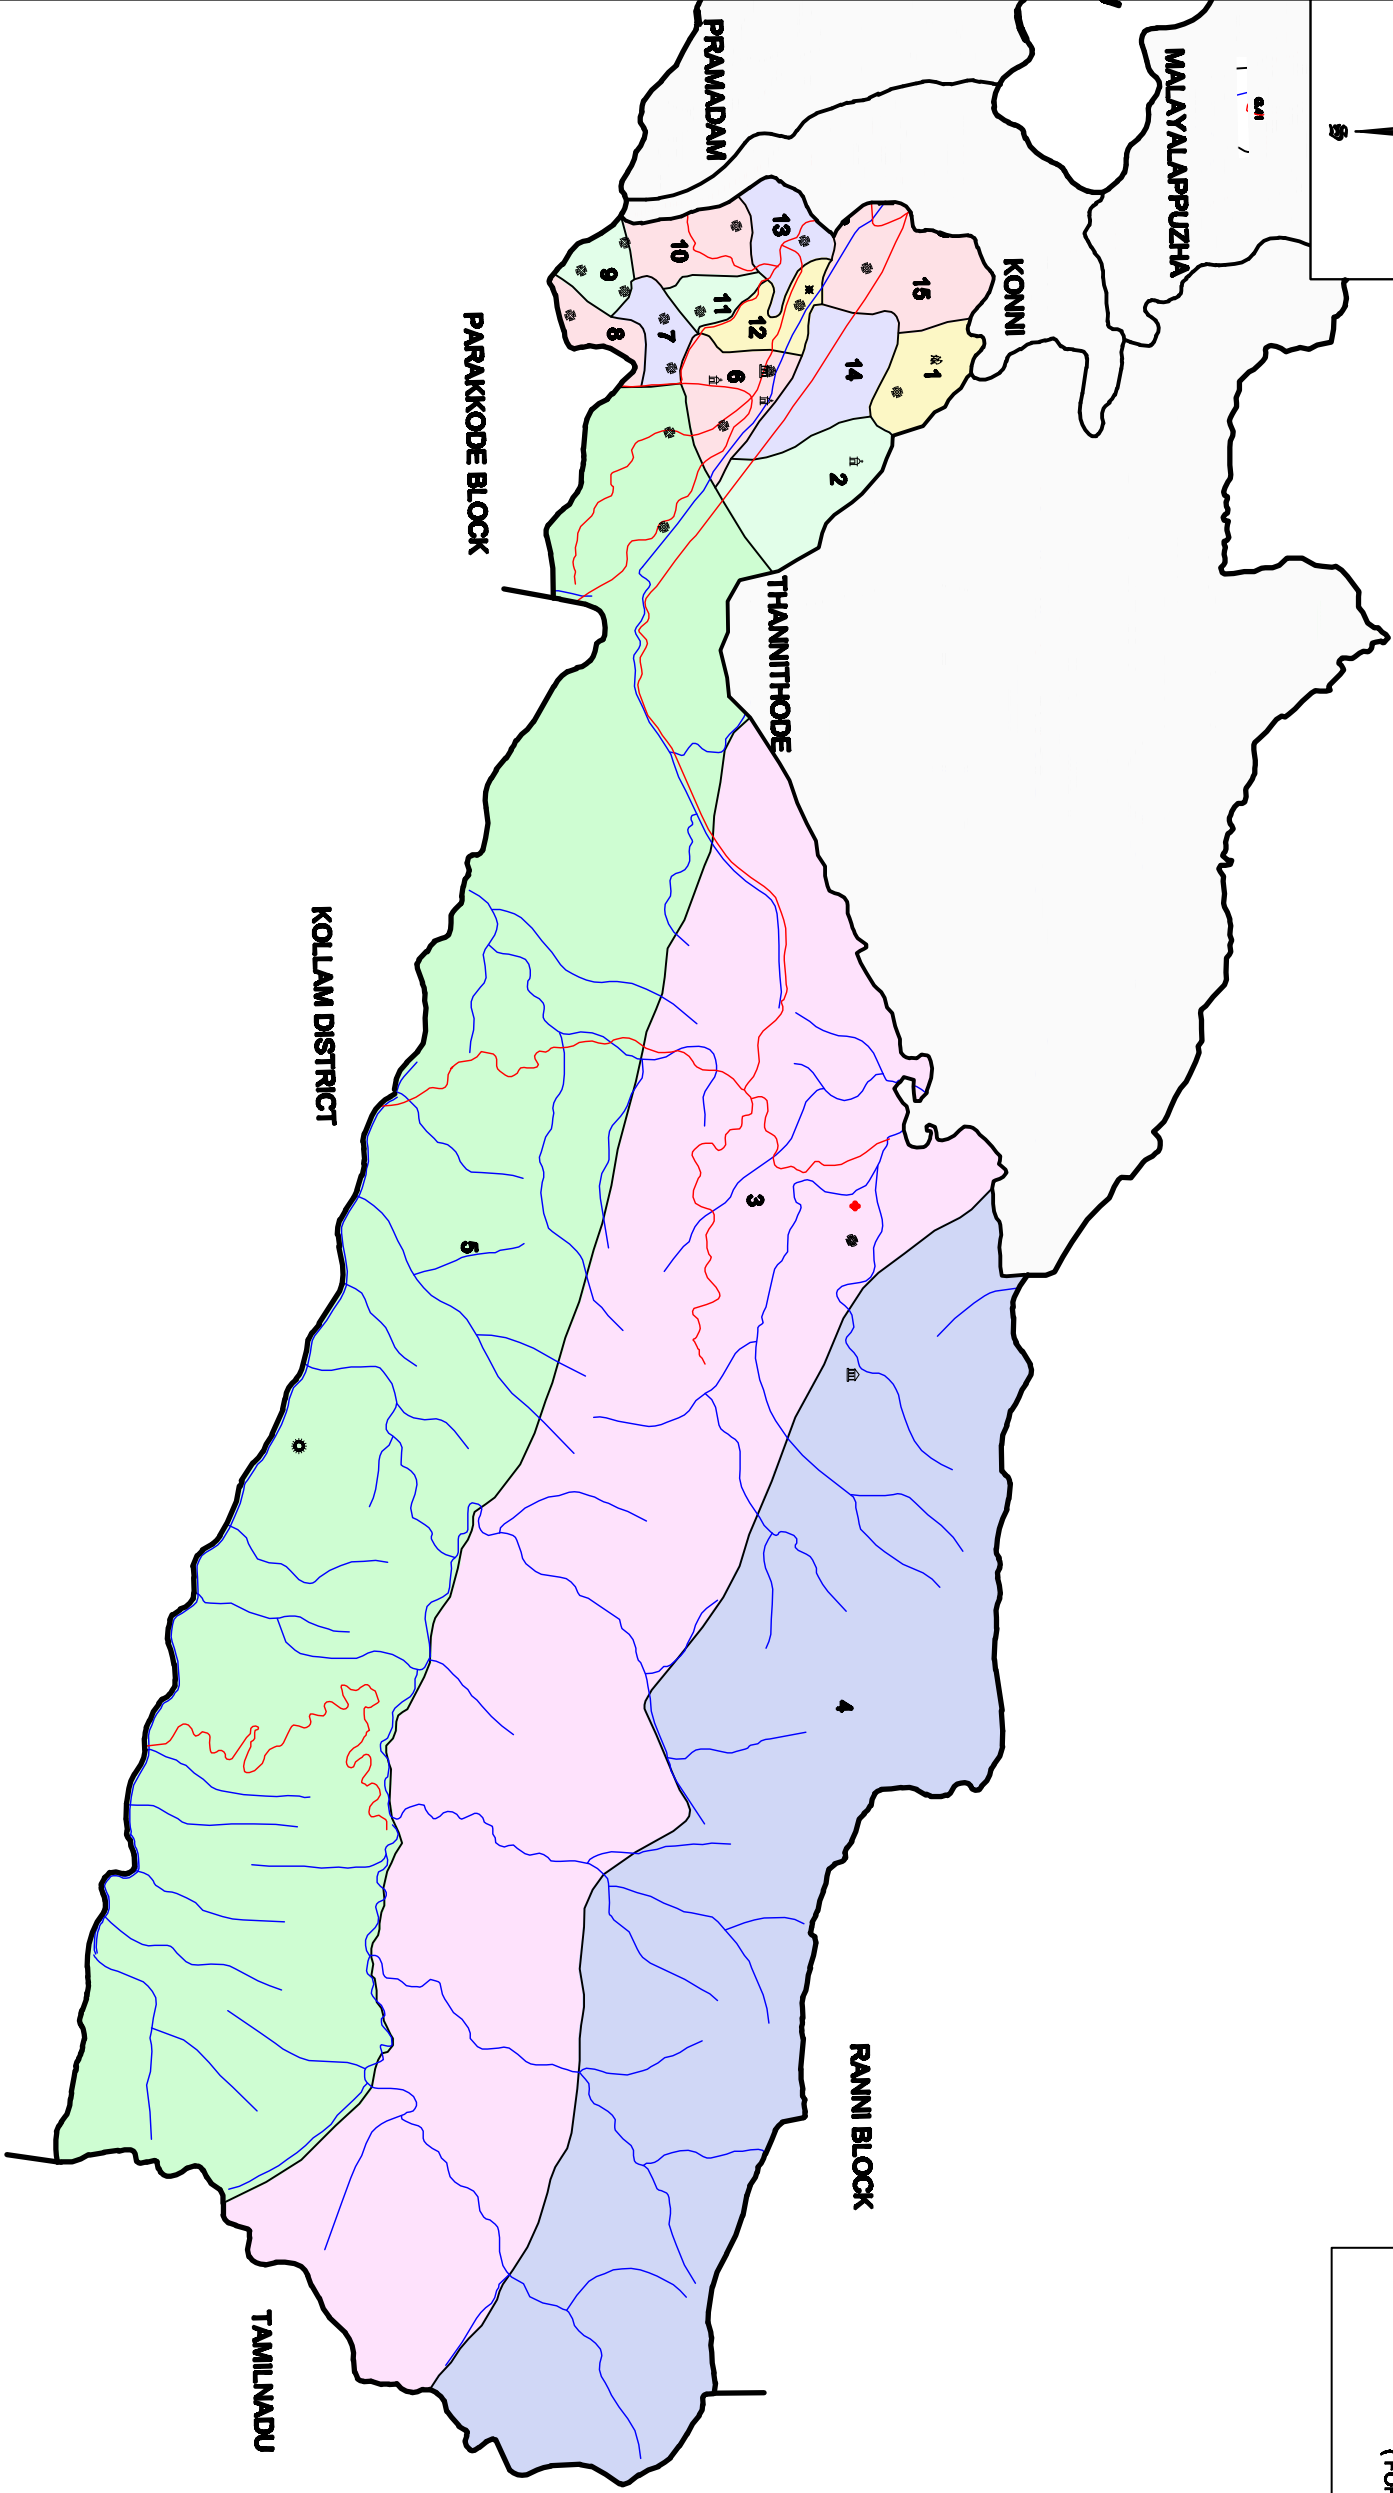 MALAYALAPPUZHA
PRAMADAM
KONNI
13
10
15
9
11
12
8
7
6
14
1
2
PARAKKODE BLOCK
THANNITHODE
KOLLAM DISTRICT
3
5
4
RANNI BLOCK
TAMILNADU